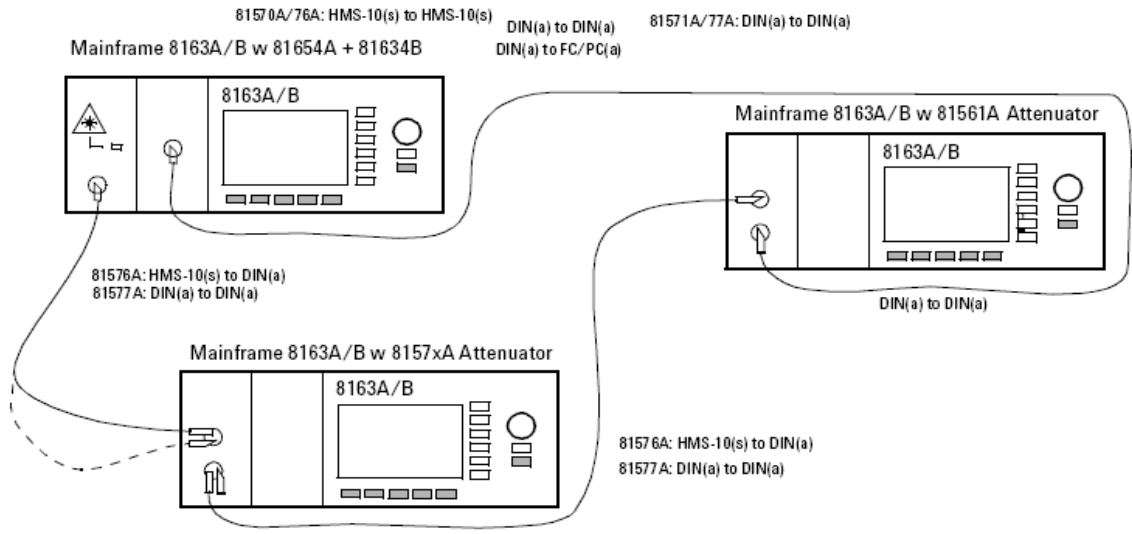 81570A/76A: HMS-10(s) to HMS-10(s)
DIN(a) to DIN(a)
DIN(a) to FC/PC(a)
81571A/77A: DIN(a) to DIN(a)
Mainframe 8163A/B w 81654A + 81634B
8163A/B
Mainframe 8163A/B w 81561A Attenuator
8163A/B
81576A: HMS-10(s) to DIN(a)
81577A: DIN(a) to DIN(a)
DIN(a) to DIN(a)
Mainframe 8163A/B w 8157xA Attenuator
8163A/B
81576A: HMS-10(s) to DIN(a)
81577A: DIN(a) to DIN(a)